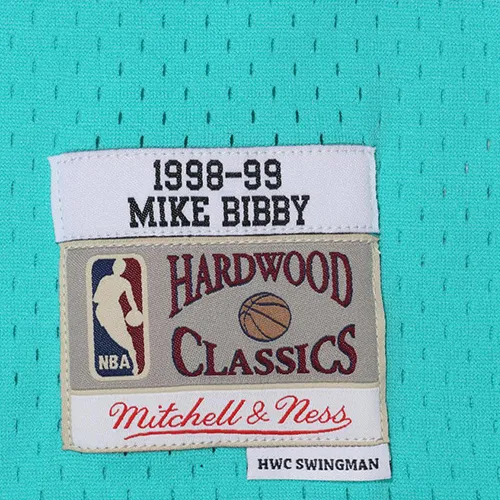 1998-99
MIKE BIBBY
HARDWOOD
CLASSICS
NBA
Mitchell & Ness
HWC SWINGMAN